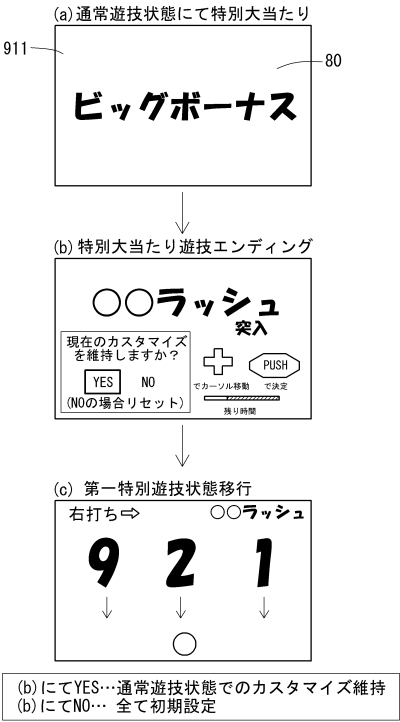 (a)通常遊技状態にて特別大当たり
911
80
ビッグボーナス
(b)特別大当たり遊技エンディング
○○ラッシュ
突入
現在のカスタマイズ
を維持しますか？
YES NO
(NOの場合リセット)
PUSH
でカーソル移動 で決定
残り時間
(c) 第一特別遊技状態移行
右打ち⇨ ○○ラッシュ
9 2 1
(b)にてYES…通常遊技状態でのカスタマイズ維持
(b)にてNO… 全て初期設定